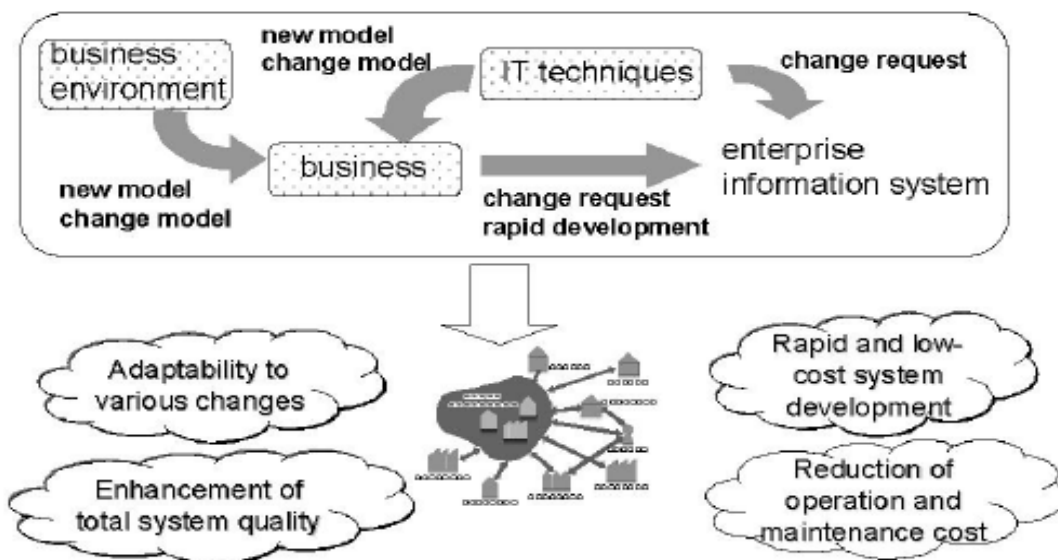 business
environment
new model
change model
IT techniques
change request
business
enterprise
information system
new model
change model
change request
rapid development
Adaptability to
various changes
Rapid and low-
cost system
development
Enhancement of
total system quality
Reduction of
operation and
maintenance cost